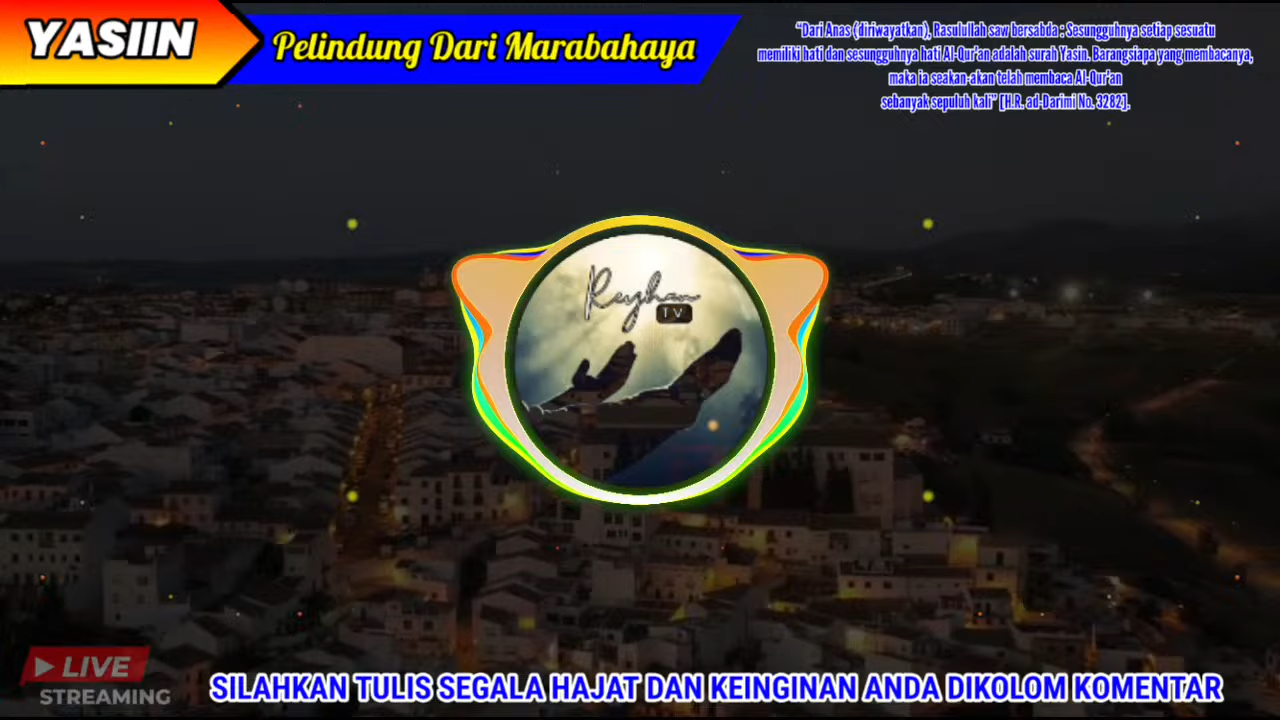 YASIIN
Pelindung Dari Marabahaya
"Dari Anas (diriwayatkan), Rasulullah saw bersabda : Sesungguhnya setiap sesuatu
memiliki hati dan sesungguhnya hati Al-Qur'an adalah surah Yasin. Barangsiapa yang membacanya,
maka ia seakan-akan telah membaca Al-Qur'an
sebanyak sepuluh kali" [H.R. ad-Darimi No. 3282].
Reyhan
TV
LIVE
STREAMING
SILAHKAN TULIS SEGALA HAJAT DAN KEINGINAN ANDA DIKOLOM KOMENTAR